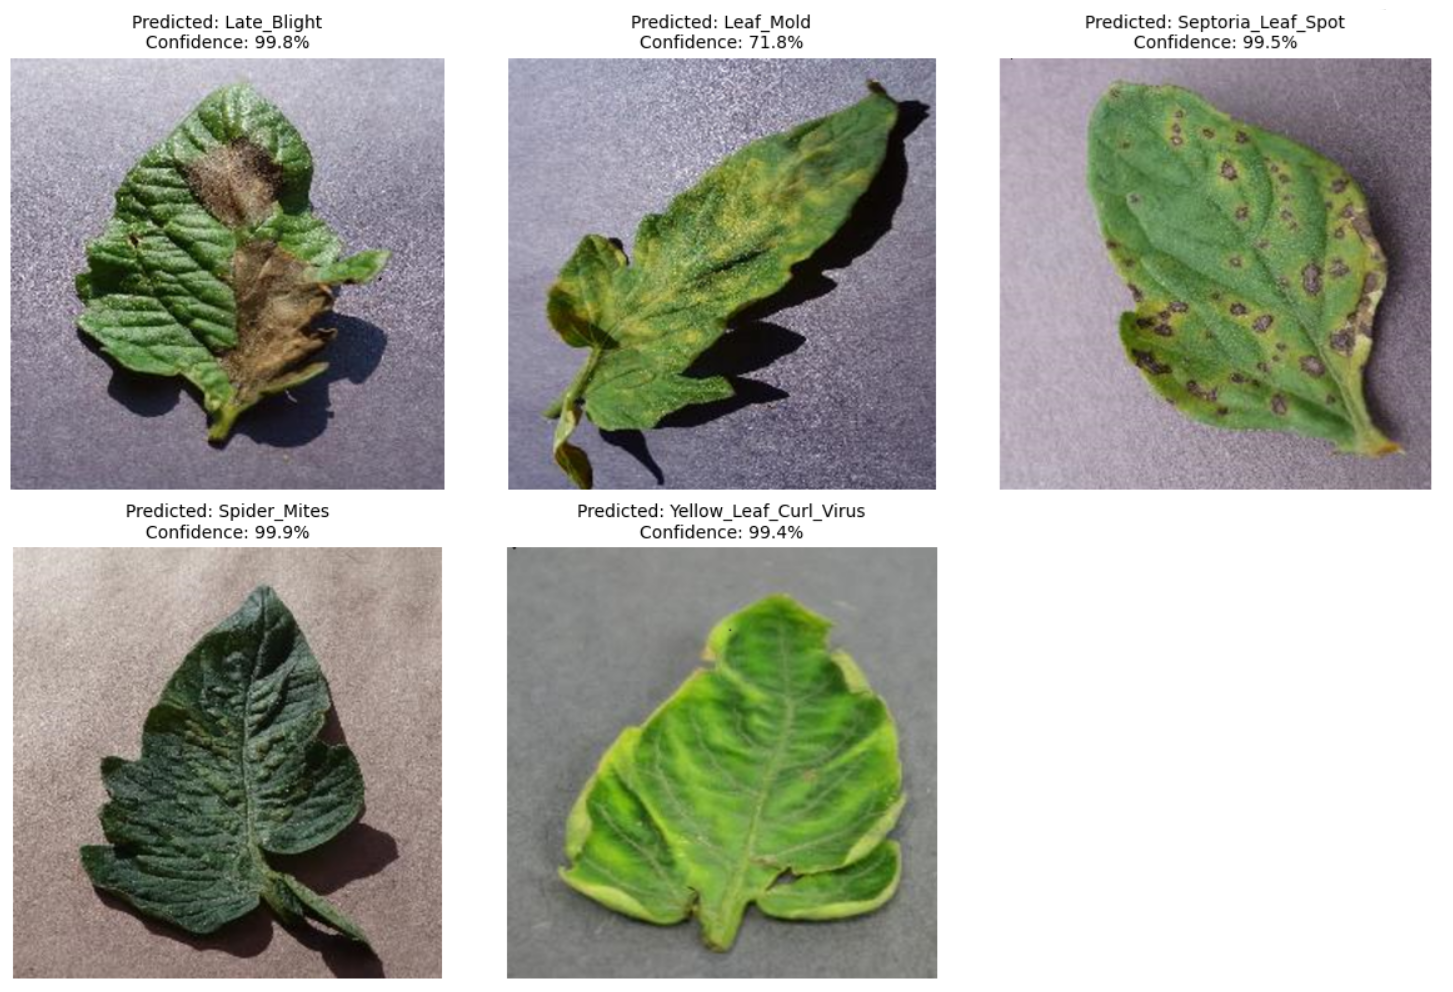 Predicted: Late_Blight
Confidence: 99.8%
Predicted: Leaf_Mold
Confidence: 71.8%
Predicted: Septoria_Leaf_Spot
Confidence: 99.5%
Predicted: Spider_Mites
Confidence: 99.9%
Predicted: Yellow_Leaf_Curl_Virus
Confidence: 99.4%